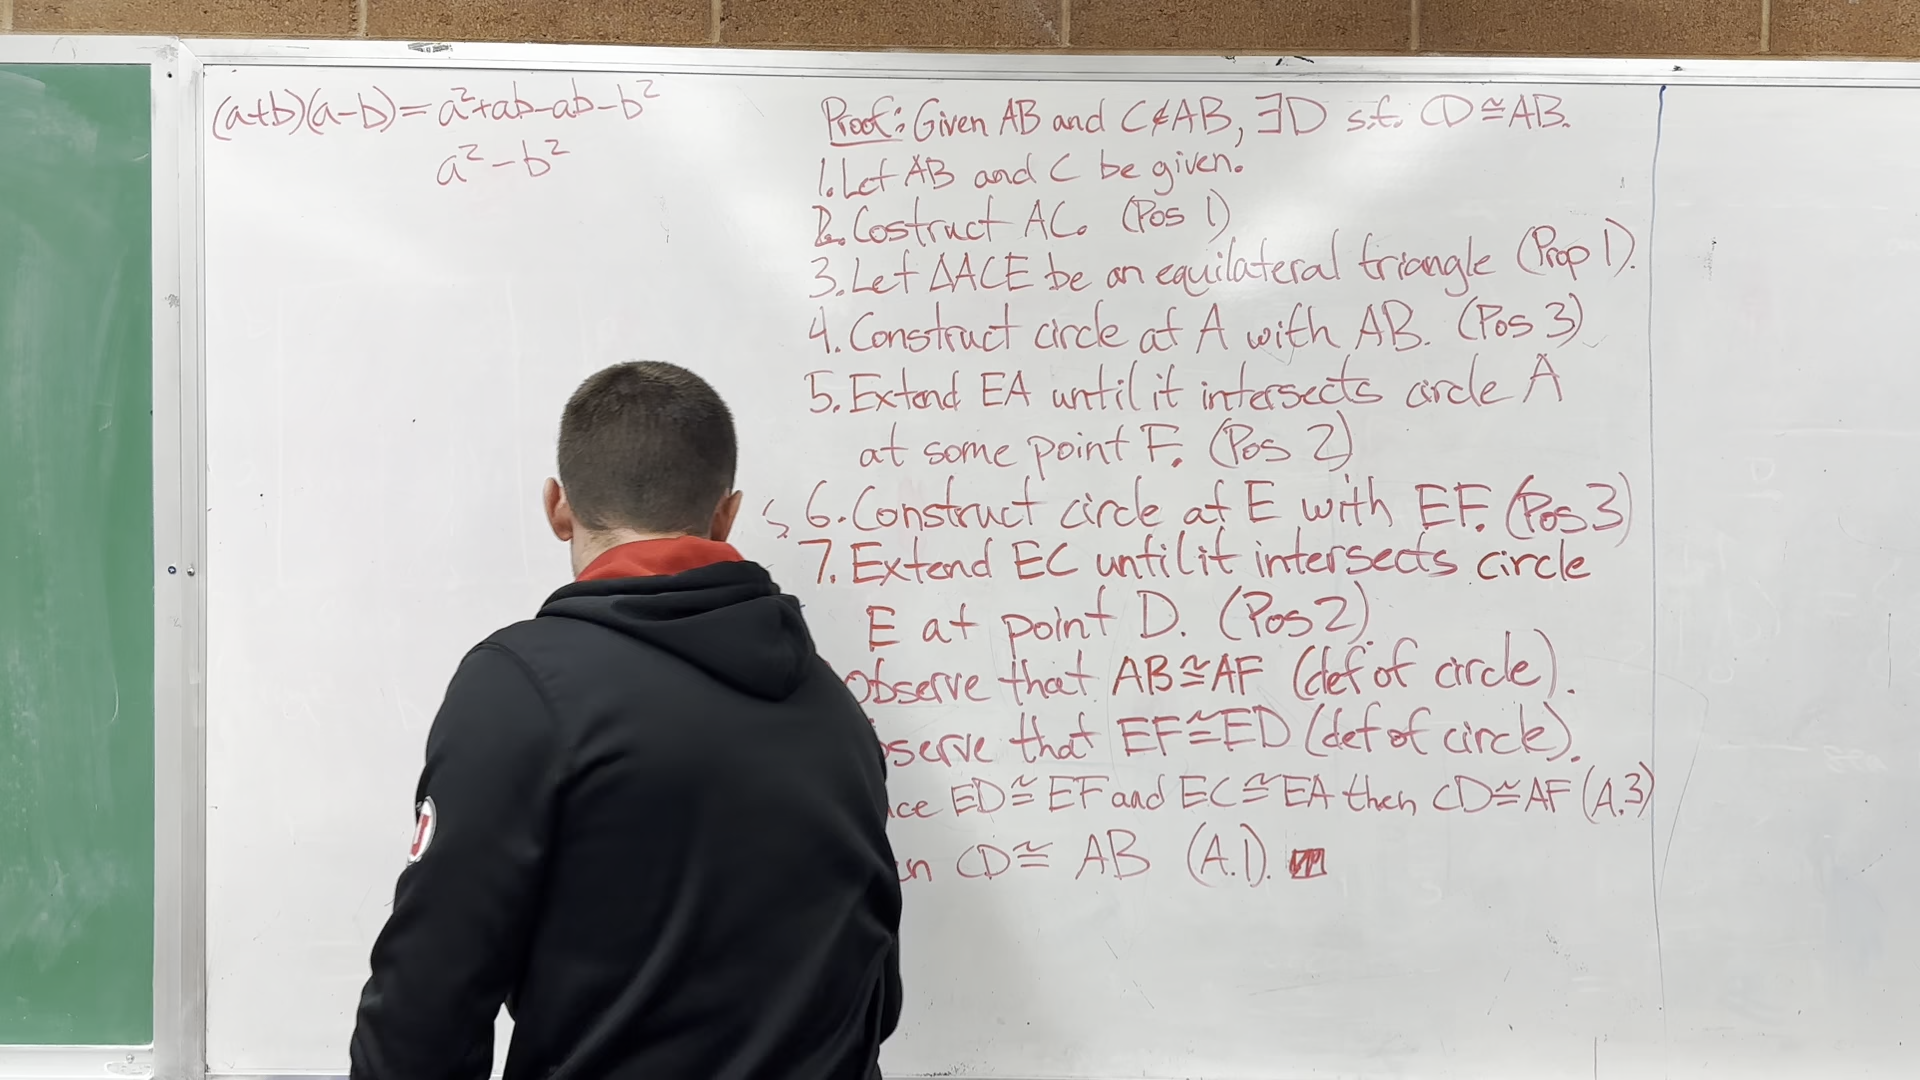 (a+b)(a-b)=a²+ab-ab-b²
a²-b²
Proof: Given AB and C∉AB, ∃D s.t. CD≅AB.
1. Let AB and C be given.
2. Costruct AC. (Pos 1)
3. Let ΔACE be an equilateral triangle (Prop 1).
4. Construct circle at A with AB. (Pos 3)
5. Extend EA until it intersects circle A
at some point F. (Pos 2)
6. Construct circle at E with EF. (Pos 3)
7. Extend EC until it intersects circle
E at point D. (Pos 2).
Observe that AB≅AF (def of circle).
serve that EF≅ED (def of circle).
ce ED≅EF and EC≅EA then CD≅AF (A.3)
n CD≅ AB (A.1).